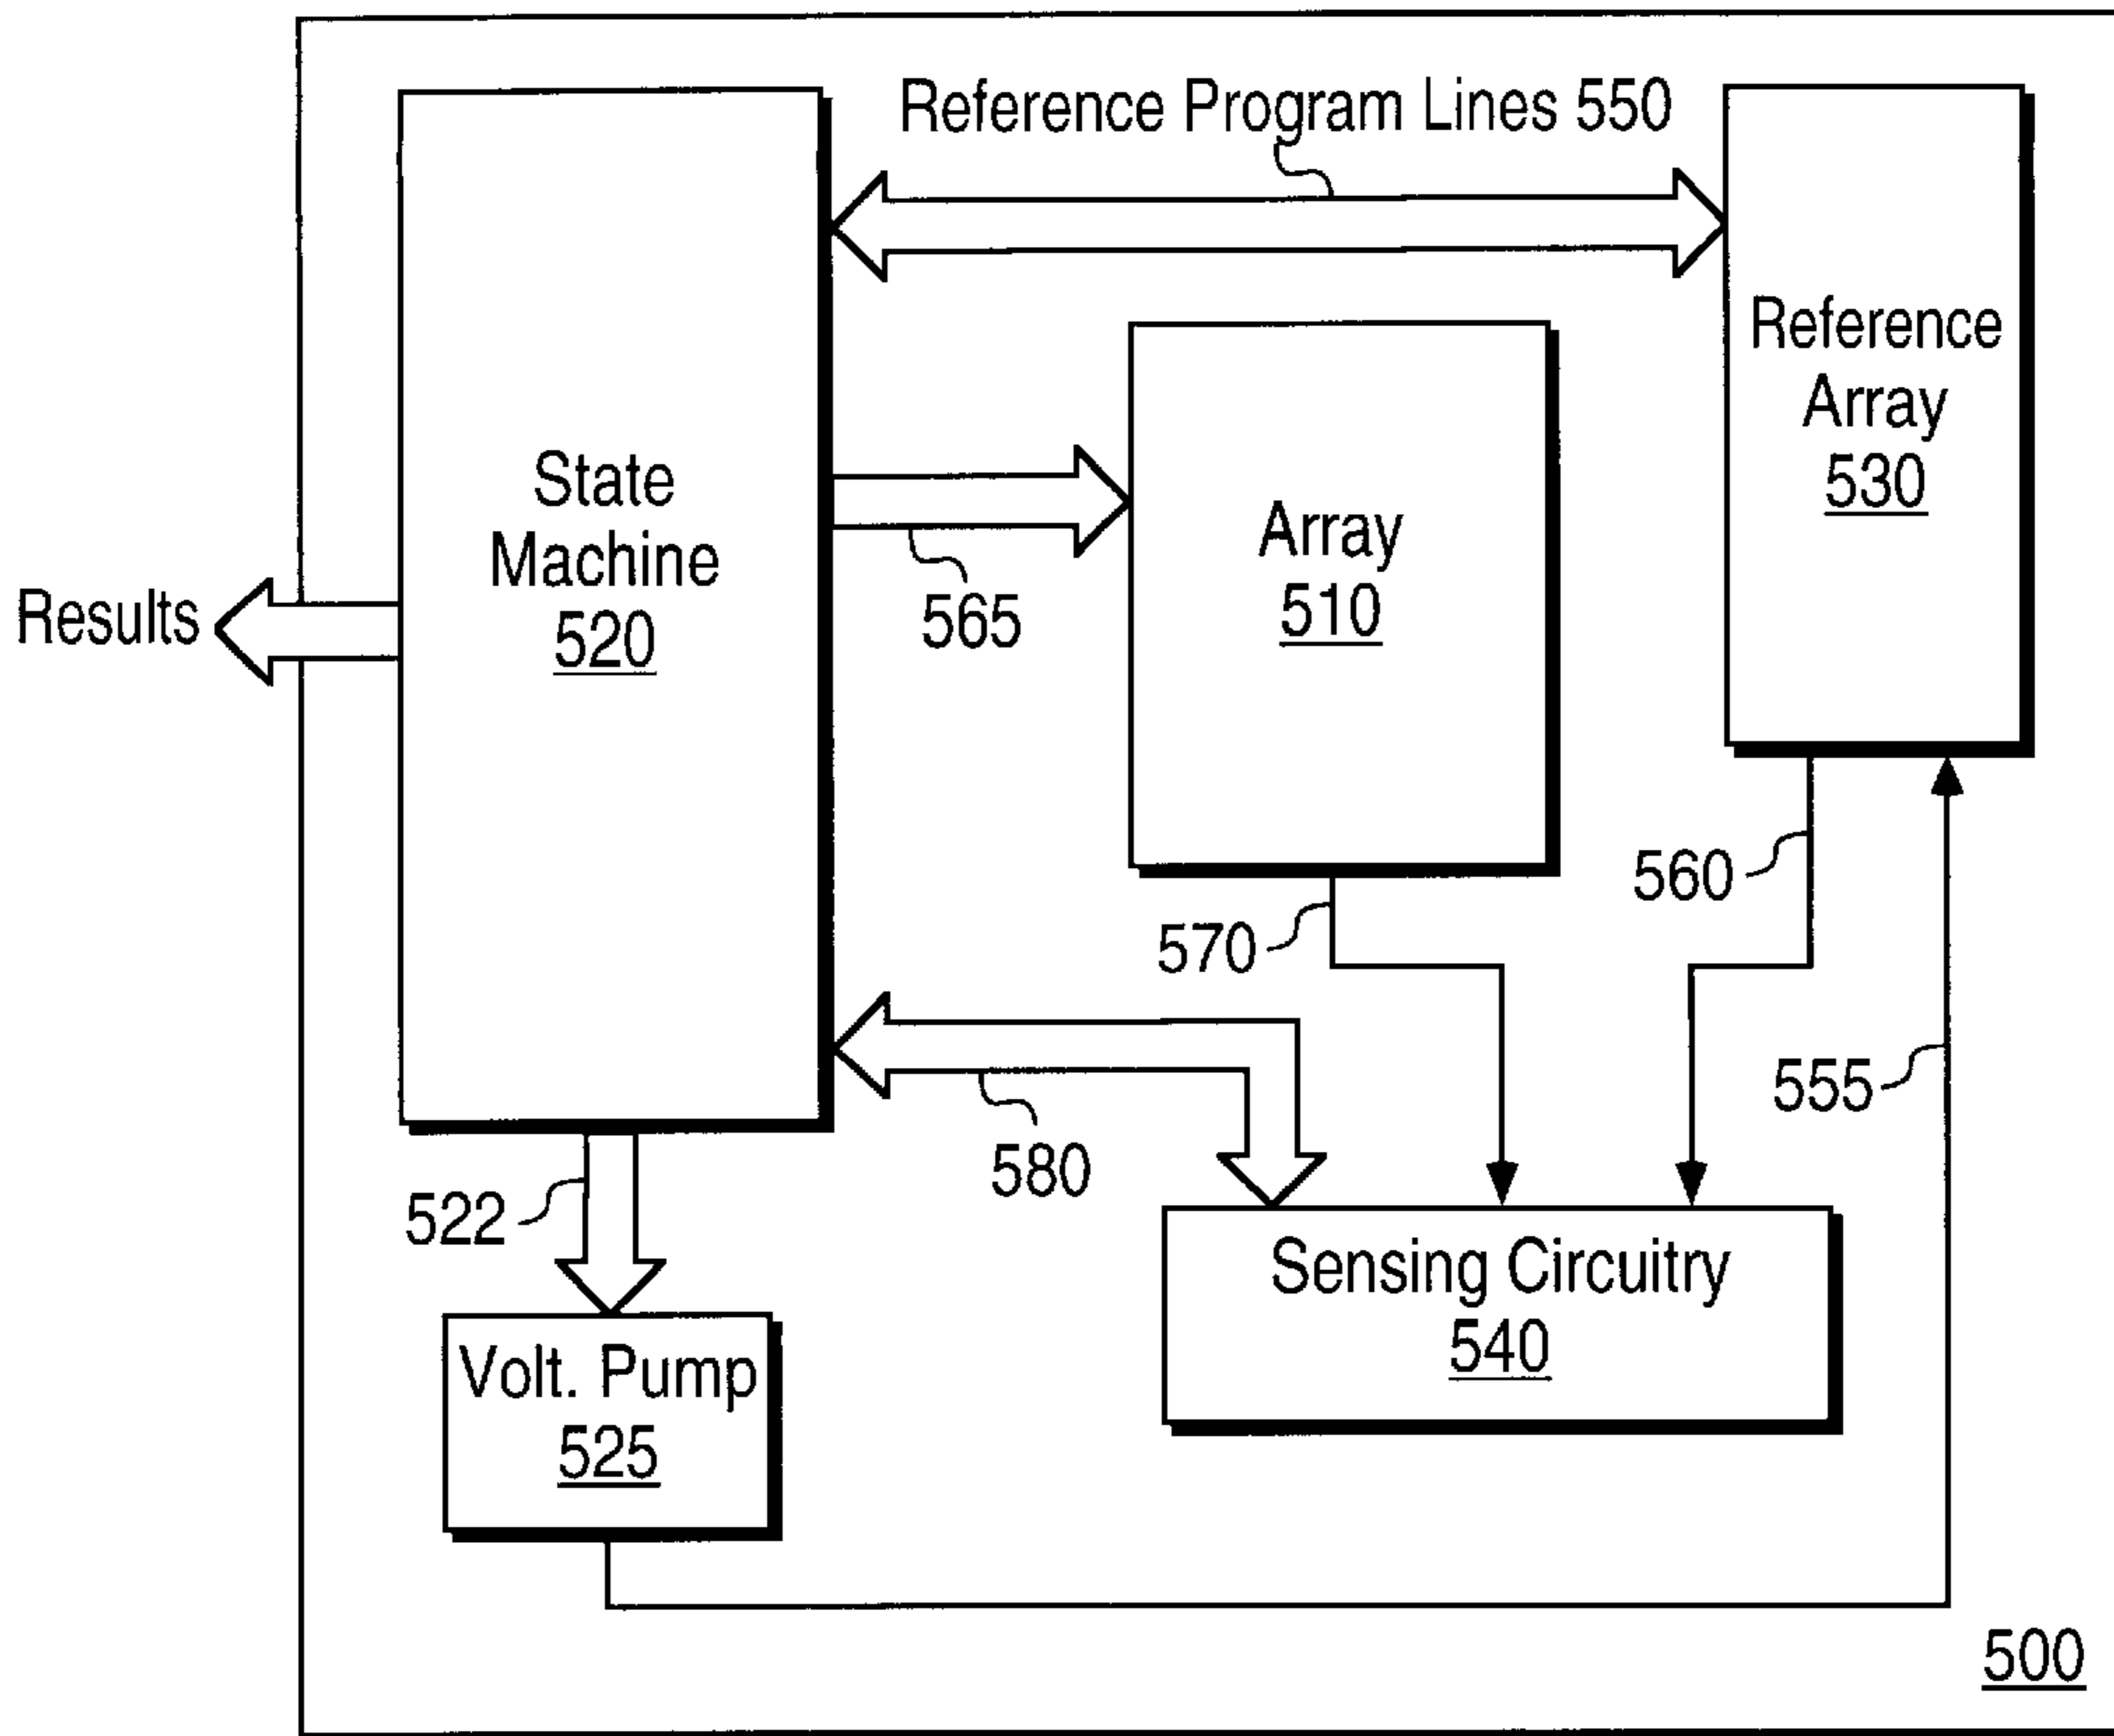 Reference Program Lines 550
Reference
Array
530
State
Machine
520
Array
510
Results
565
560
570
555
580
522
Sensing Circuitry
540
Volt. Pump
525
500